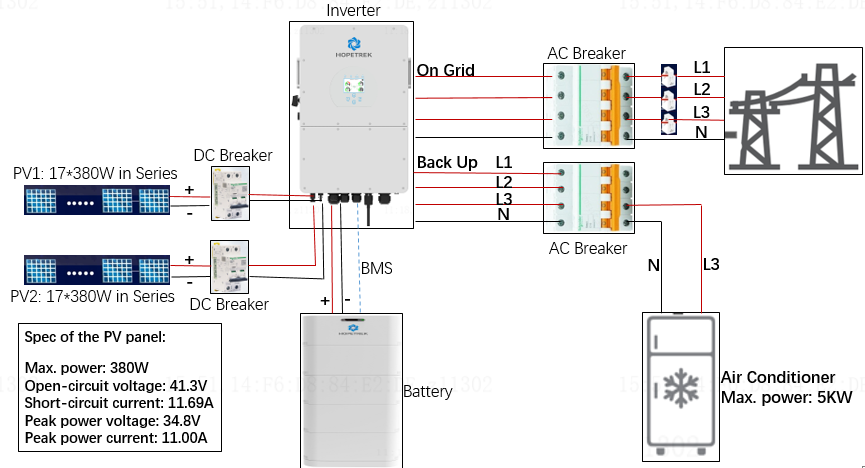 Inverter
HOPETREK
On Grid
AC Breaker
L1
L2
L3
N
DC Breaker
PV1: 17*380W in Series
+
-
Back Up
L1
L2
L3
N
AC Breaker
+
-
PV2: 17*380W in Series
DC Breaker
BMS
N
L3
+
-
HOPETREK
Spec of the PV panel:
Max. power: 380W
Open-circuit voltage: 41.3V
Short-circuit current: 11.69A
Peak power voltage: 34.8V
Peak power current: 11.00A
Battery
Air Conditioner
Max. power: 5KW